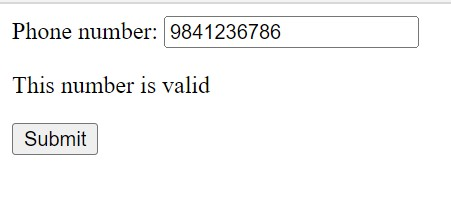 Phone number: 9841236786
This number is valid
Submit